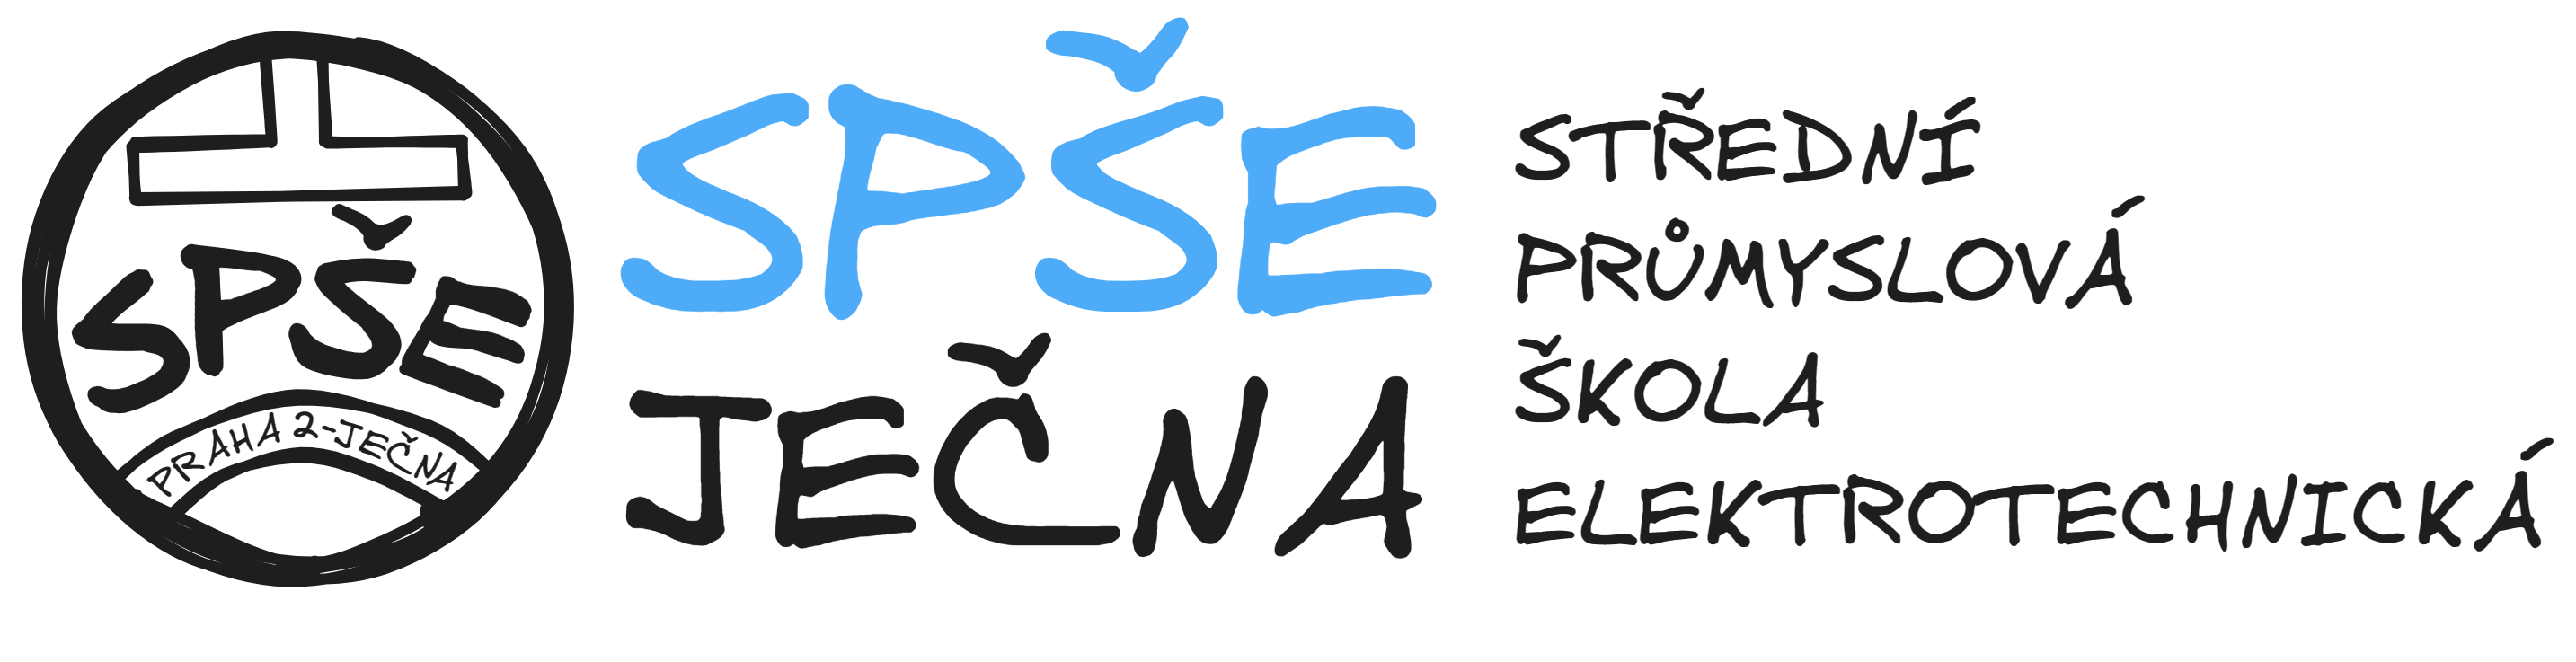 SPŠE
PRAHA 2-JEČNA
SPŠE
JEČNA
STŘEDNÍ
PRŮMYSLOVÁ
ŠKOLA
ELEKTROTECHNICKÁ